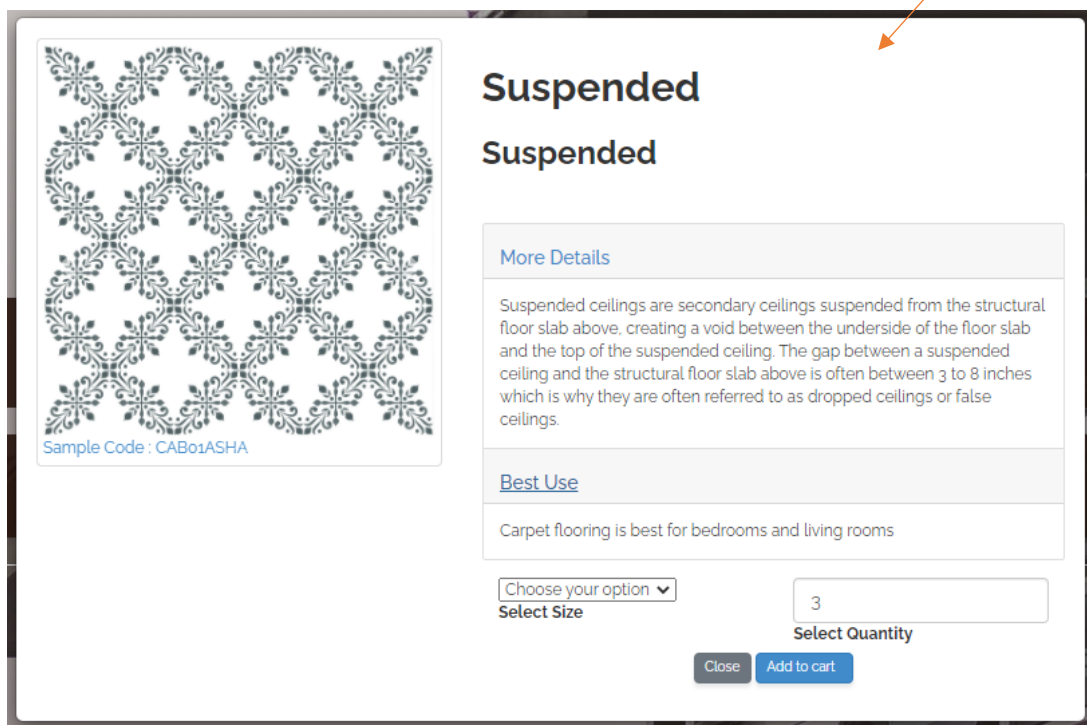 Suspended
Suspended
More Details
Suspended ceilings are secondary ceilings suspended from the structural
floor slab above, creating a void between the underside of the floor slab
and the top of the suspended ceiling. The gap between a suspended
ceiling and the structural floor slab above is often between 3 to 8 inches
which is why they are often referred to as dropped ceilings or false
ceilings.
Sample Code : CAB01ASHA
Best Use
Carpet flooring is best for bedrooms and living rooms
Choose your option
Select Size
3
Select Quantity
Close
Add to cart